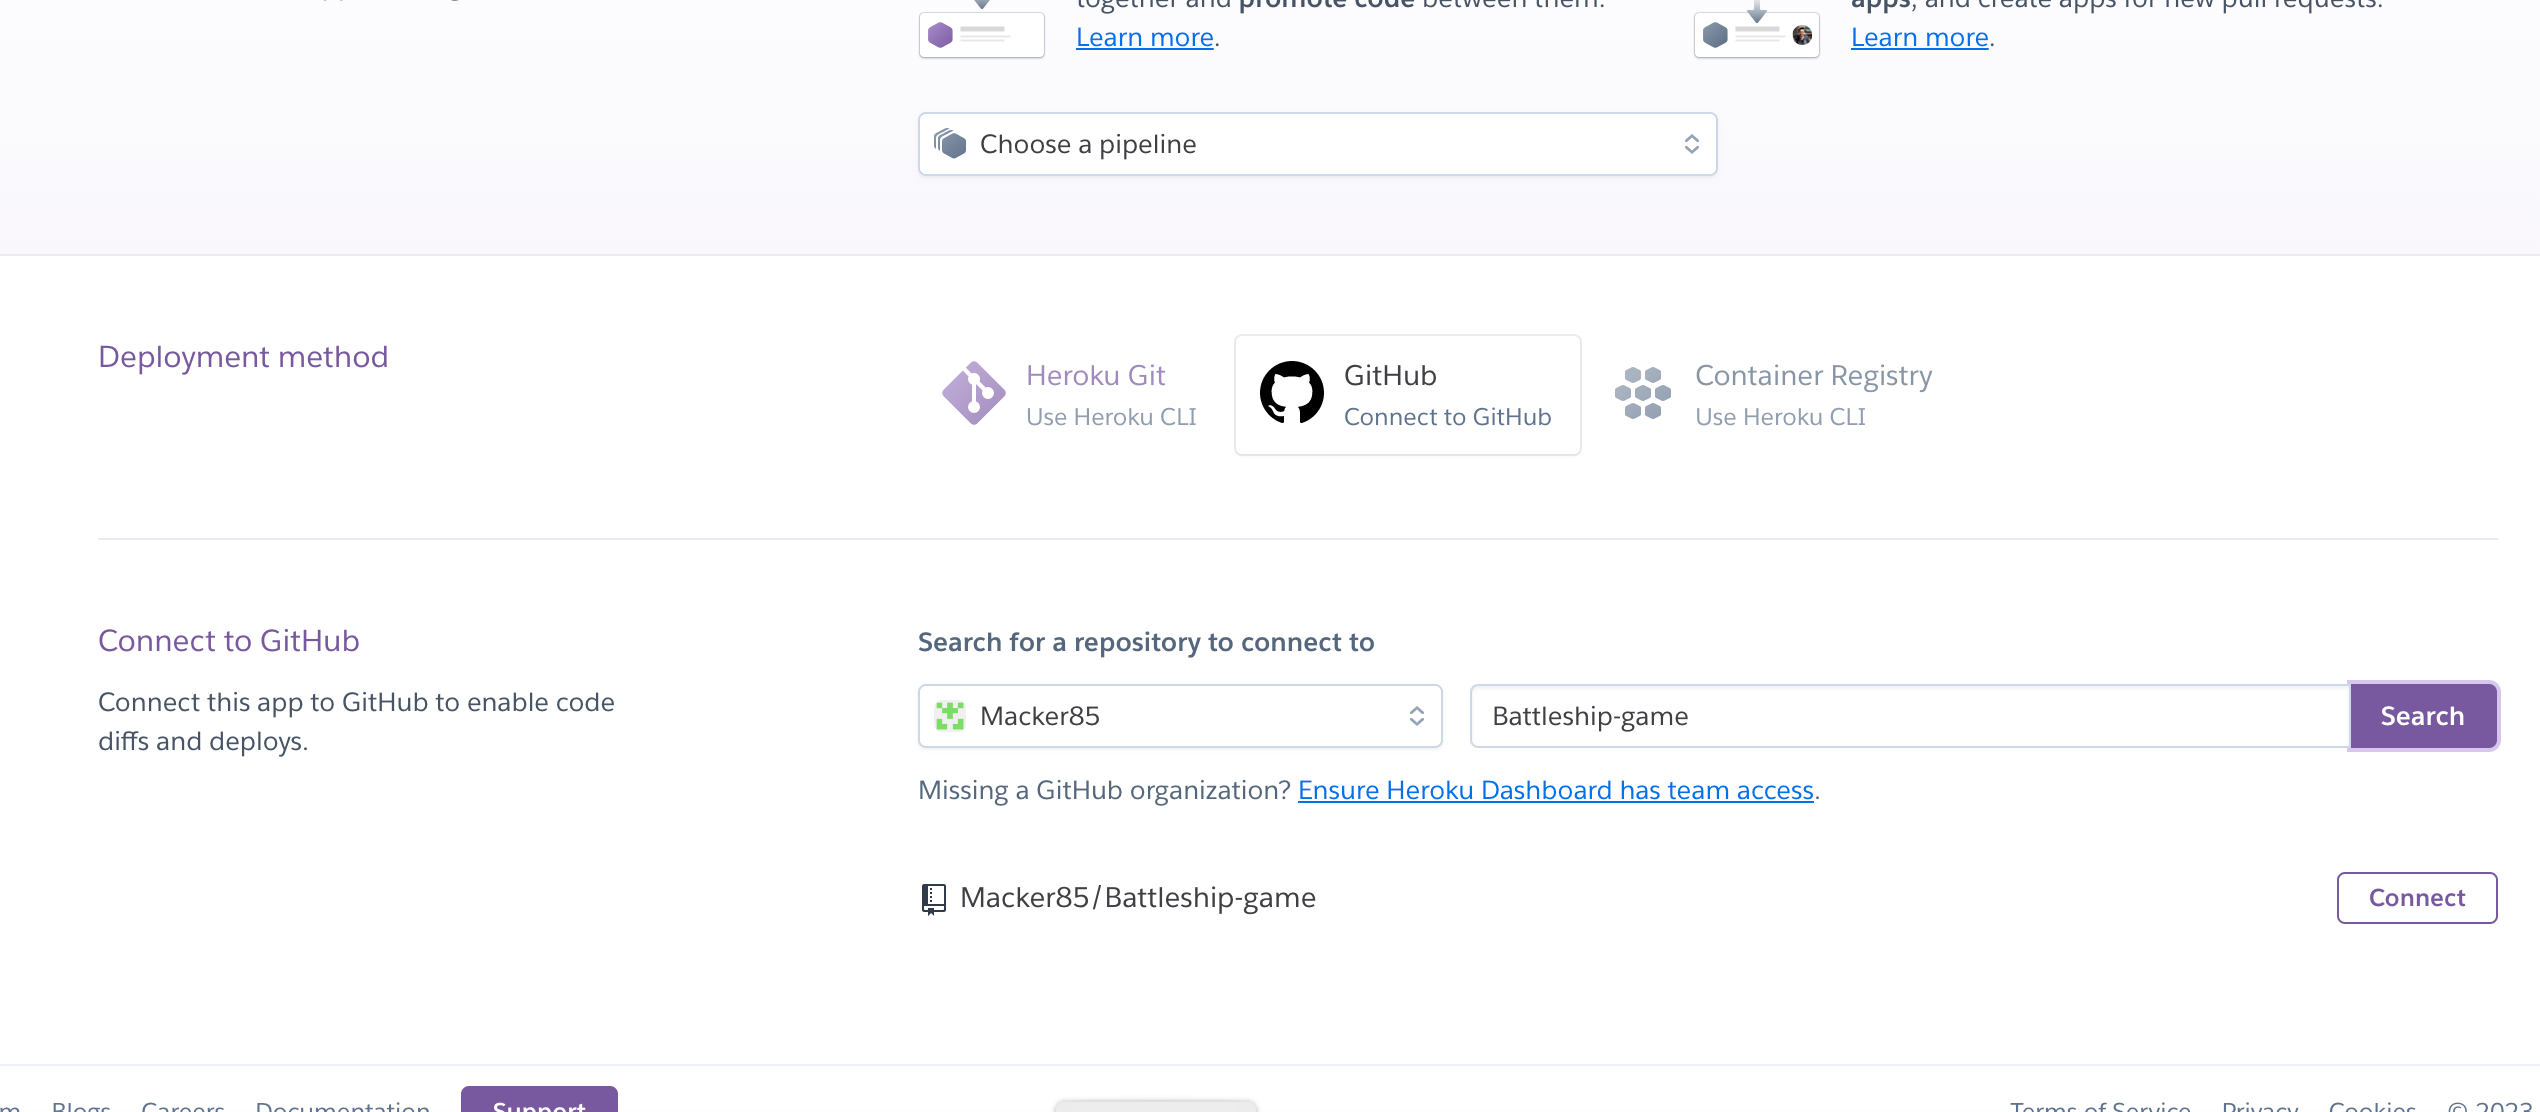 together and promote code between them.
Learn more.
apps, and create apps for new pull requests.
Learn more.
Choose a pipeline
Deployment method
Heroku Git
Use Heroku CLI
GitHub
Connect to GitHub
Container Registry
Use Heroku CLI
Connect to GitHub
Connect this app to GitHub to enable code
diffs and deploys.
Search for a repository to connect to
Macker85
Battleship-game
Search
Missing a GitHub organization? Ensure Heroku Dashboard has team access.
Macker85/Battleship-game
Connect
Blogs
Careers
Documentation
Support
Terms of Service
Privacy
Cookies
© 2023